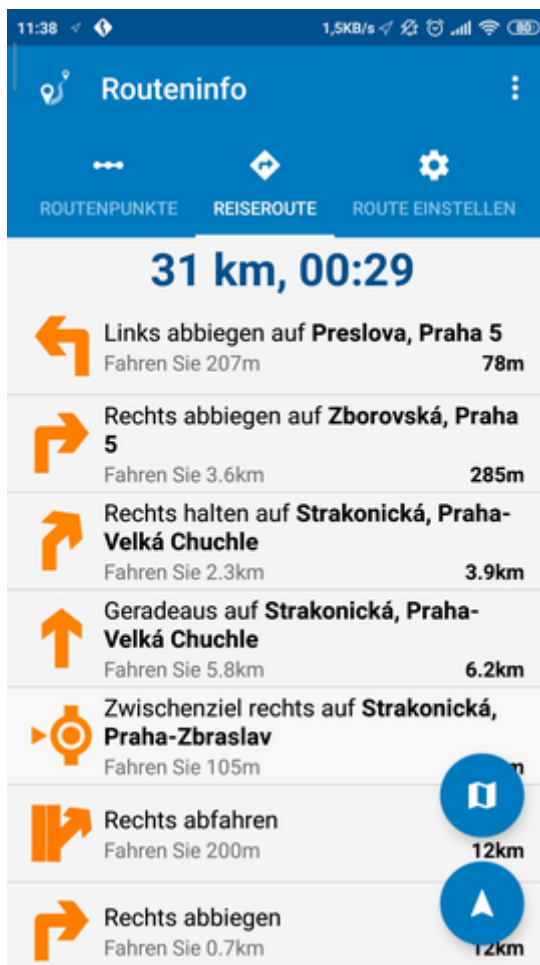 11:38 1,5KB/s 80
Routeninfo
ROUTENPUNKTE REISEROUTE ROUTE EINSTELLEN
31 km, 00:29
Links abbiegen auf Preslova, Praha 5
Fahren Sie 207m 78m
Rechts abbiegen auf Zborovská, Praha
5
Fahren Sie 3.6km 285m
Rechts halten auf Strakonická, Praha-
Velká Chuchle
Fahren Sie 2.3km 3.9km
Geradeaus auf Strakonická, Praha-
Velká Chuchle
Fahren Sie 5.8km 6.2km
Zwischenziel rechts auf Strakonická,
Praha-Zbraslav
Fahren Sie 105m
Rechts abfahren
Fahren Sie 200m 12km
Rechts abbiegen
Fahren Sie 0.7km 12km